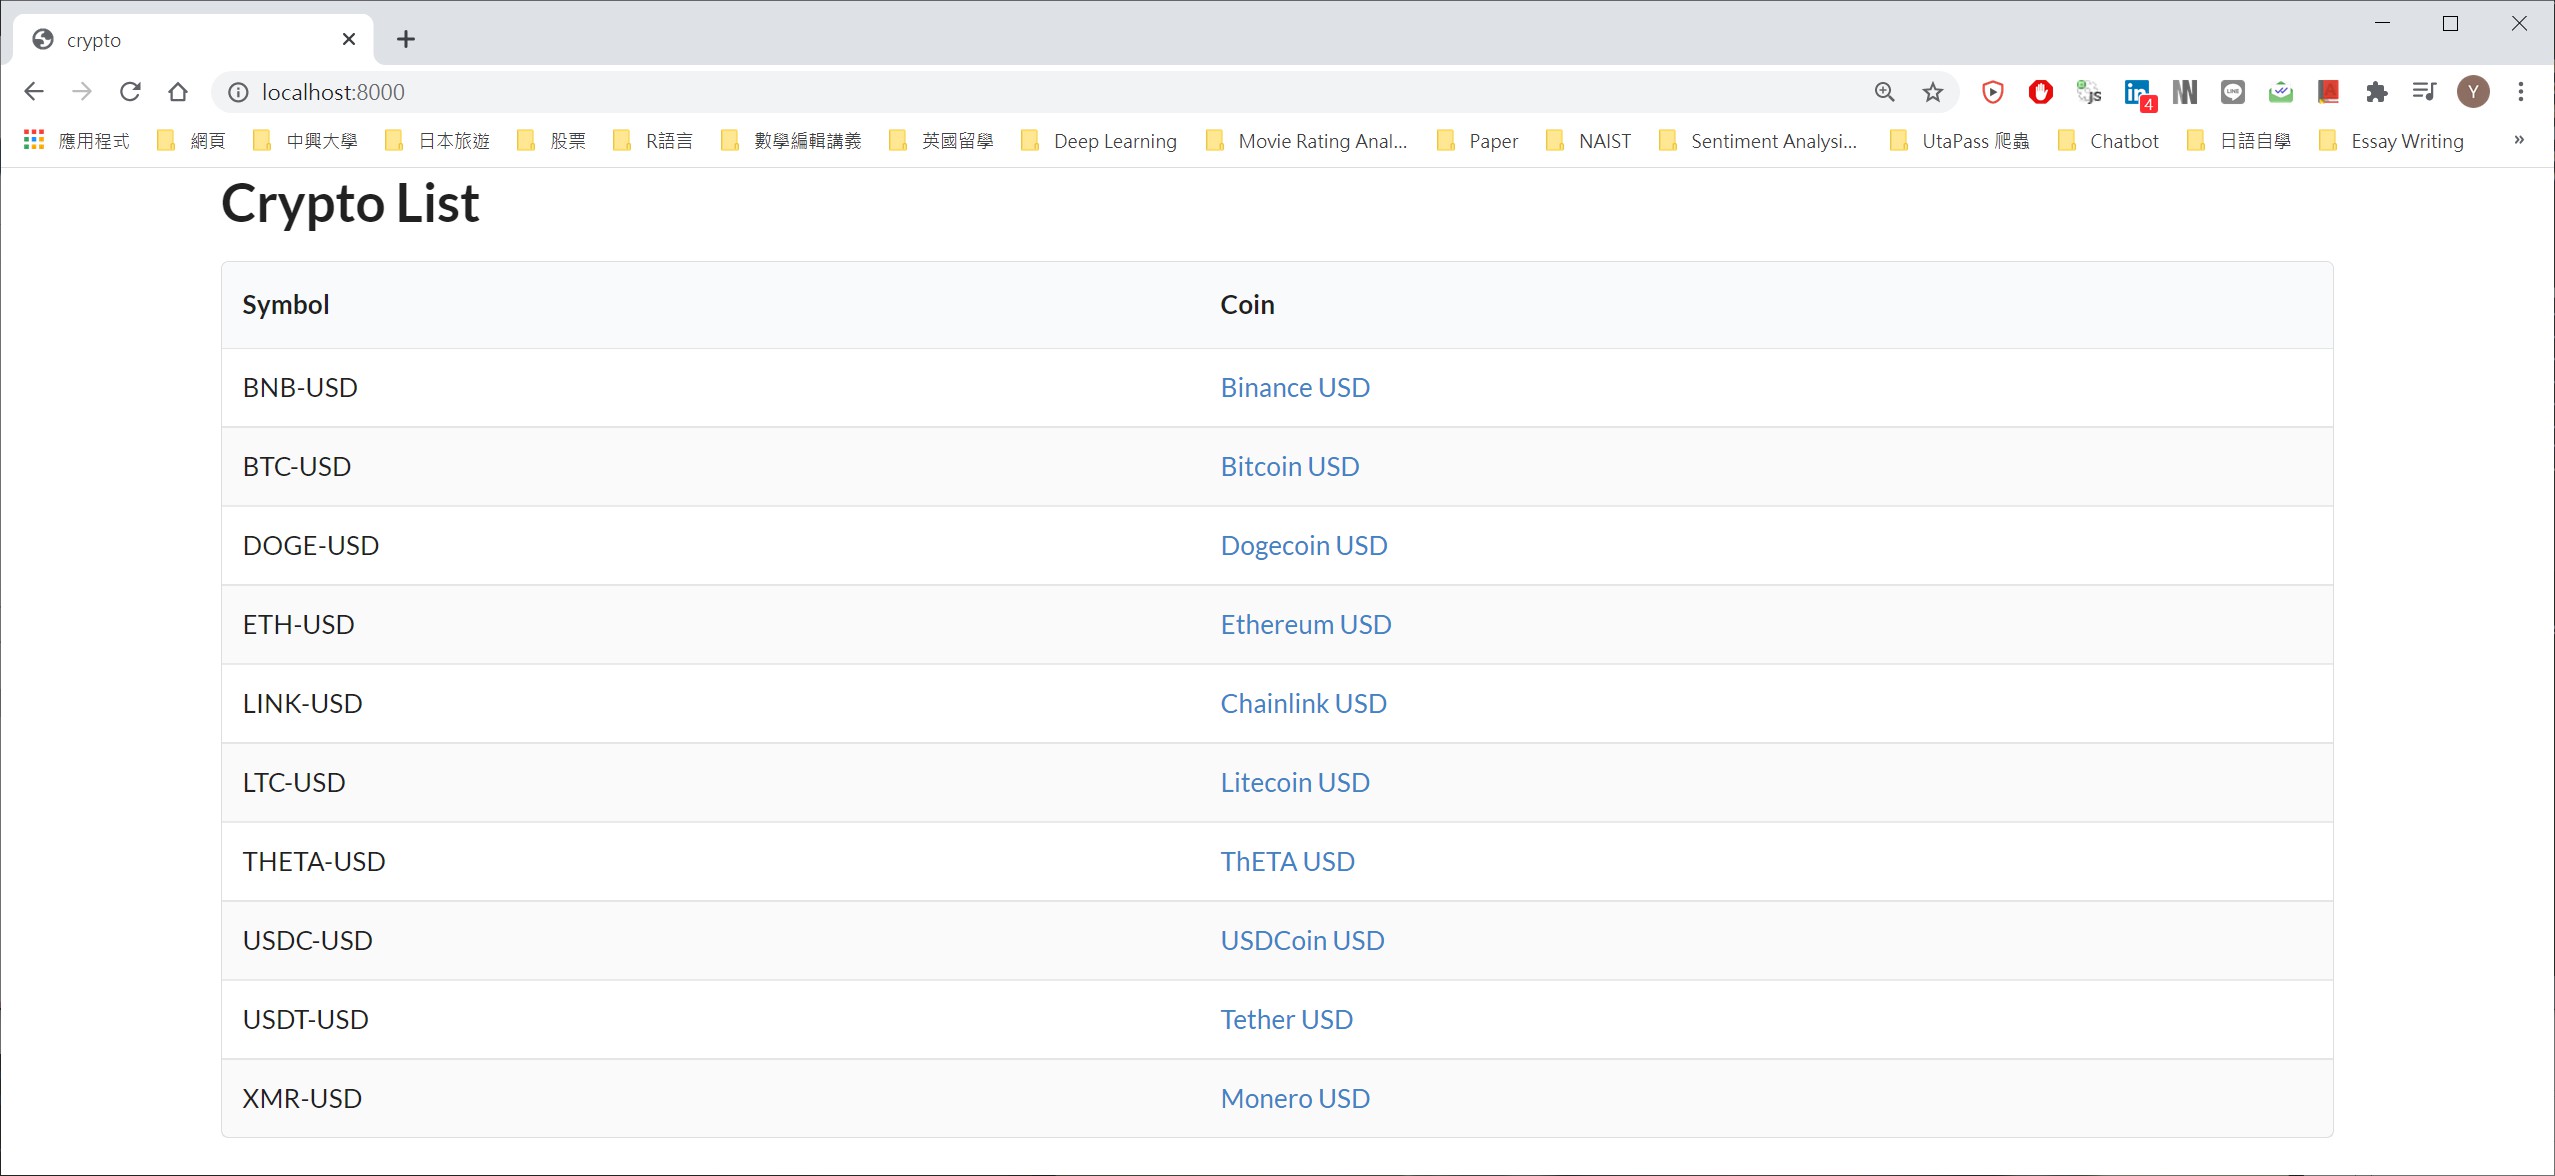 crypto
localhost:8000
4
Y
應用程式 網頁 中興大學 日本旅遊 股票 R語言 數學編輯講義 英國留學 Deep Learning Movie Rating Anal... Paper NAIST Sentiment Analysi... UtaPass 爬蟲 Chatbot 日語自學 Essay Writing »
Crypto List
Symbol Coin
BNB-USD Binance USD
BTC-USD Bitcoin USD
DOGE-USD Dogecoin USD
ETH-USD Ethereum USD
LINK-USD Chainlink USD
LTC-USD Litecoin USD
THETA-USD ThETA USD
USDC-USD USDCoin USD
USDT-USD Tether USD
XMR-USD Monero USD